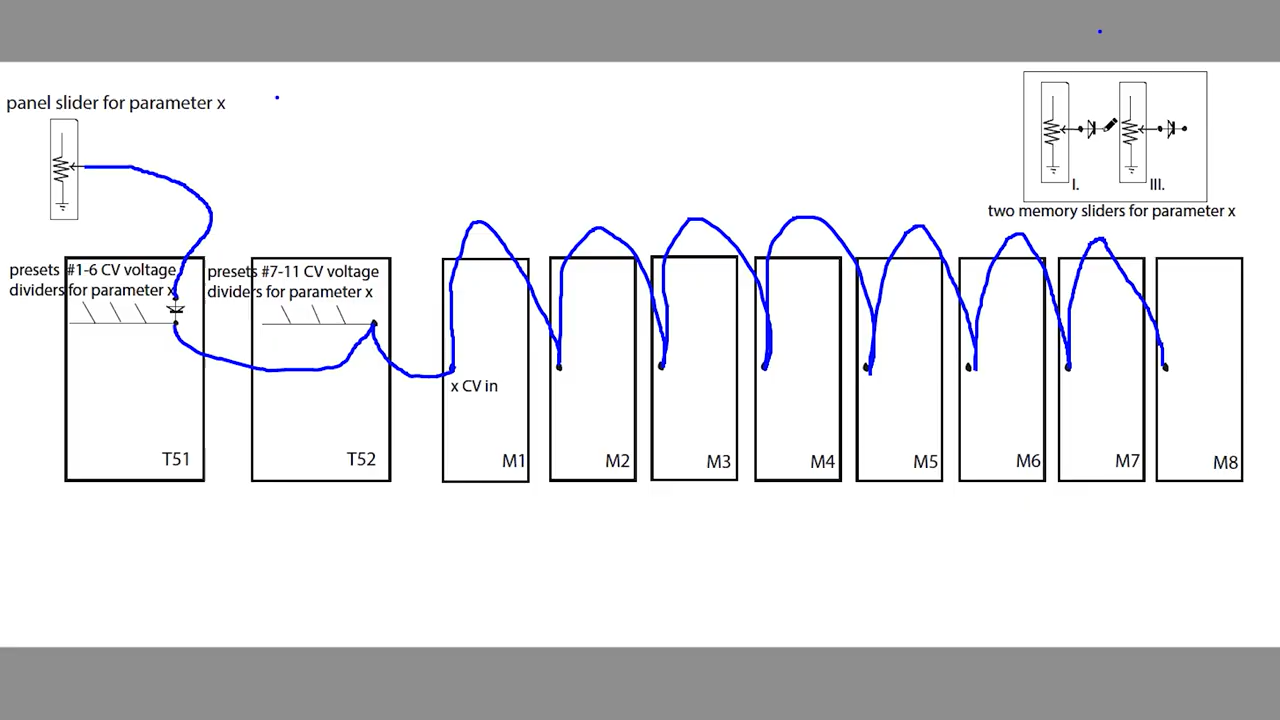 panel slider for parameter x
I.
III.
two memory sliders for parameter x
presets #1-6 CV voltage
dividers for parameter x
presets #7-11 CV voltage
dividers for parameter x
x CV in
T51
T52
M1
M2
M3
M4
M5
M6
M7
M8